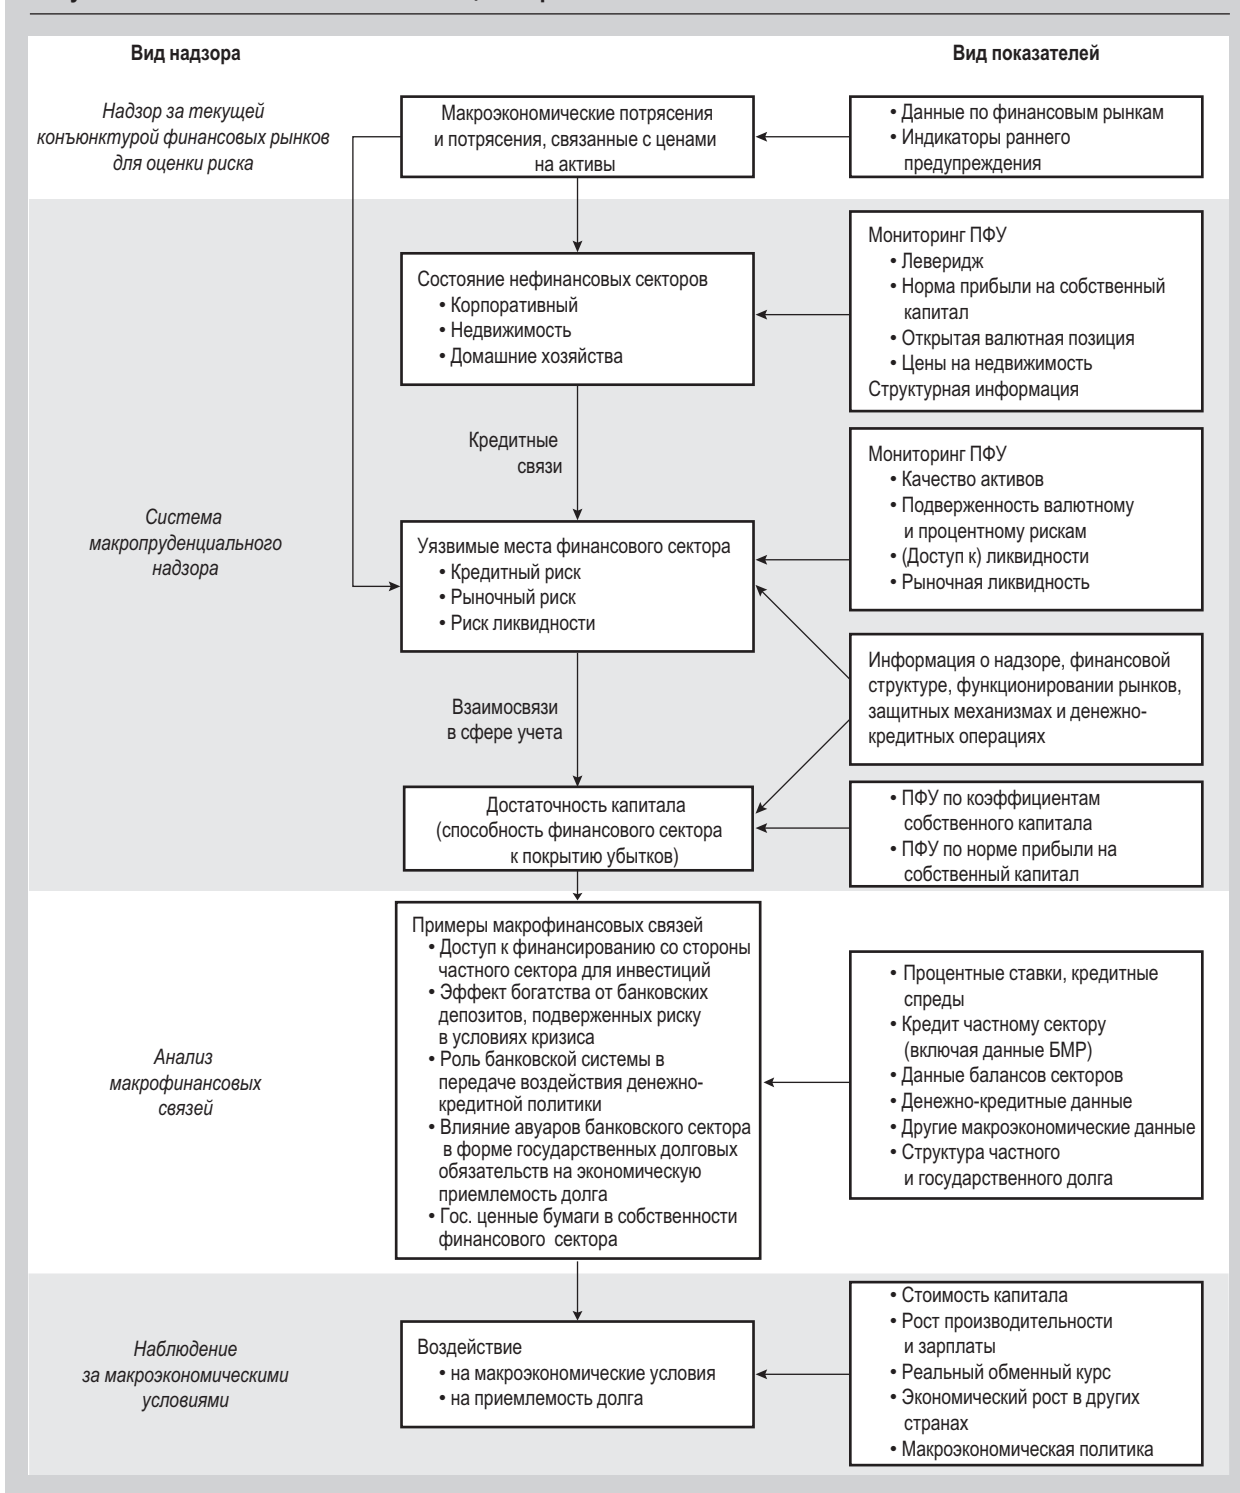 Вид надзора
Вид показателей
Надзор за текущей
конъюнктурой финансовых рынков
для оценки риска
Макроэкономические потрясения
и потрясения, связанные с ценами
на активы
• Данные по финансовым рынкам
• Индикаторы раннего
предупреждения
Система
макропруденциального
надзора
Состояние нефинансовых секторов
• Корпоративный
• Недвижимость
• Домашние хозяйства
Мониторинг ПФУ
• Леверидж
• Норма прибыли на собственный
капитал
• Открытая валютная позиция
• Цены на недвижимость
Структурная информация
Кредитные
связи
Уязвимые места финансового сектора
• Кредитный риск
• Рыночный риск
• Риск ликвидности
Мониторинг ПФУ
• Качество активов
• Подверженность валютному
и процентному рискам
• (Доступ к) ликвидности
• Рыночная ликвидность
Информация о надзоре, финансовой
структуре, функционировании рынков,
защитных механизмах и денежно-
кредитных операциях
Взаимосвязи
в сфере учета
Достаточность капитала
(способность финансового сектора
к покрытию убытков)
• ПФУ по коэффициентам
собственного капитала
• ПФУ по норме прибыли на
собственный капитал
Анализ
макрофинансовых
связей
Примеры макрофинансовых связей
• Доступ к финансированию со стороны
частного сектора для инвестиций
• Эффект богатства от банковских
депозитов, подверженных риску
в условиях кризиса
• Роль банковской системы в
передаче воздействия денежно-
кредитной политики
• Влияние авуаров банковского сектора
в форме государственных долговых
обязательств на экономическую
приемлемость долга
• Гос. ценные бумаги в собственности
финансового сектора
• Процентные ставки, кредитные
спреды
• Кредит частному сектору
(включая данные БМР)
• Данные балансов секторов
• Денежно-кредитные данные
• Другие макроэкономические данные
• Структура частного
и государственного долга
Наблюдение
за макроэкономическими
условиями
Воздействие
• на макроэкономические условия
• на приемлемость долга
• Стоимость капитала
• Рост производительности
и зарплаты
• Реальный обменный курс
• Экономический рост в других
странах
• Макроэкономическая политика